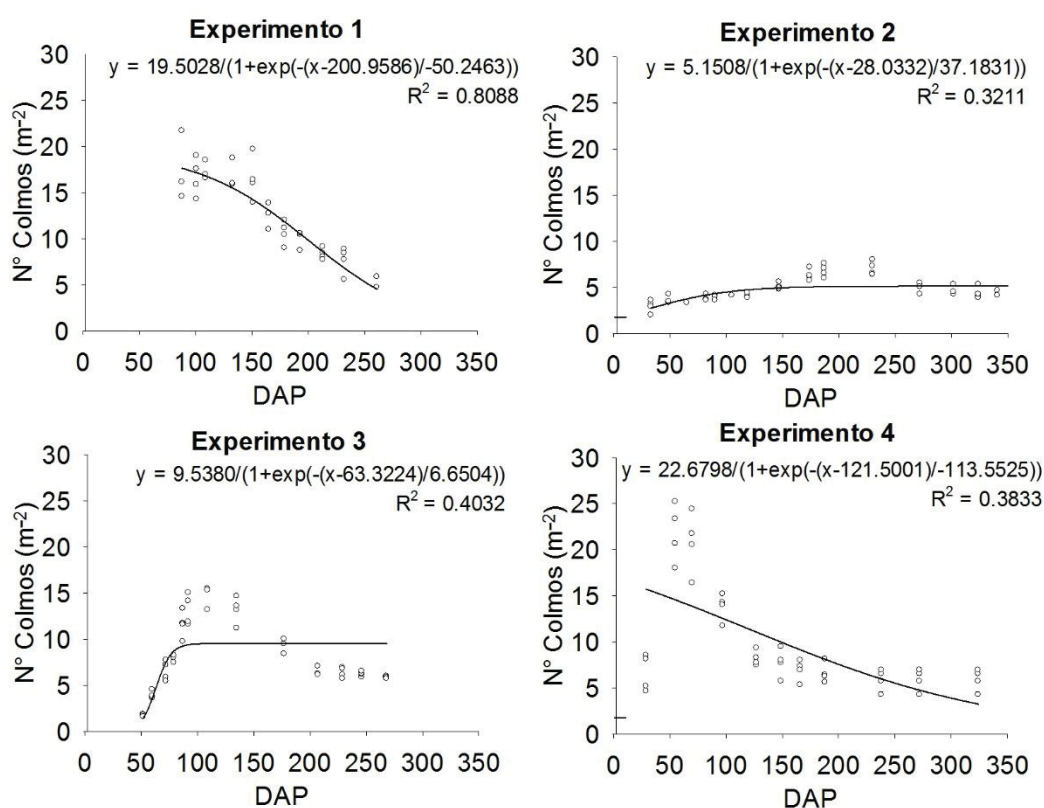 Experimento 1
y = 19.5028/(1+exp(-(x-200.9586)/-50.2463))
R² = 0.8088
N° Colmos (m⁻²)
30
25
20
15
10
5
0
0 50 100 150 200 250 300 350
DAP
Experimento 2
y = 5.1508/(1+exp(-(x-28.0332)/37.1831))
R² = 0.3211
N° Colmos (m⁻²)
30
25
20
15
10
5
0
0 50 100 150 200 250 300 350
DAP
Experimento 3
y = 9.5380/(1+exp(-(x-63.3224)/6.6504))
R² = 0.4032
N° Colmos (m⁻²)
30
25
20
15
10
5
0
0 50 100 150 200 250 300 350
DAP
Experimento 4
y = 22.6798/(1+exp(-(x-121.5001)/-113.5525))
R² = 0.3833
N° Colmos (m⁻²)
30
25
20
15
10
5
0
0 50 100 150 200 250 300 350
DAP